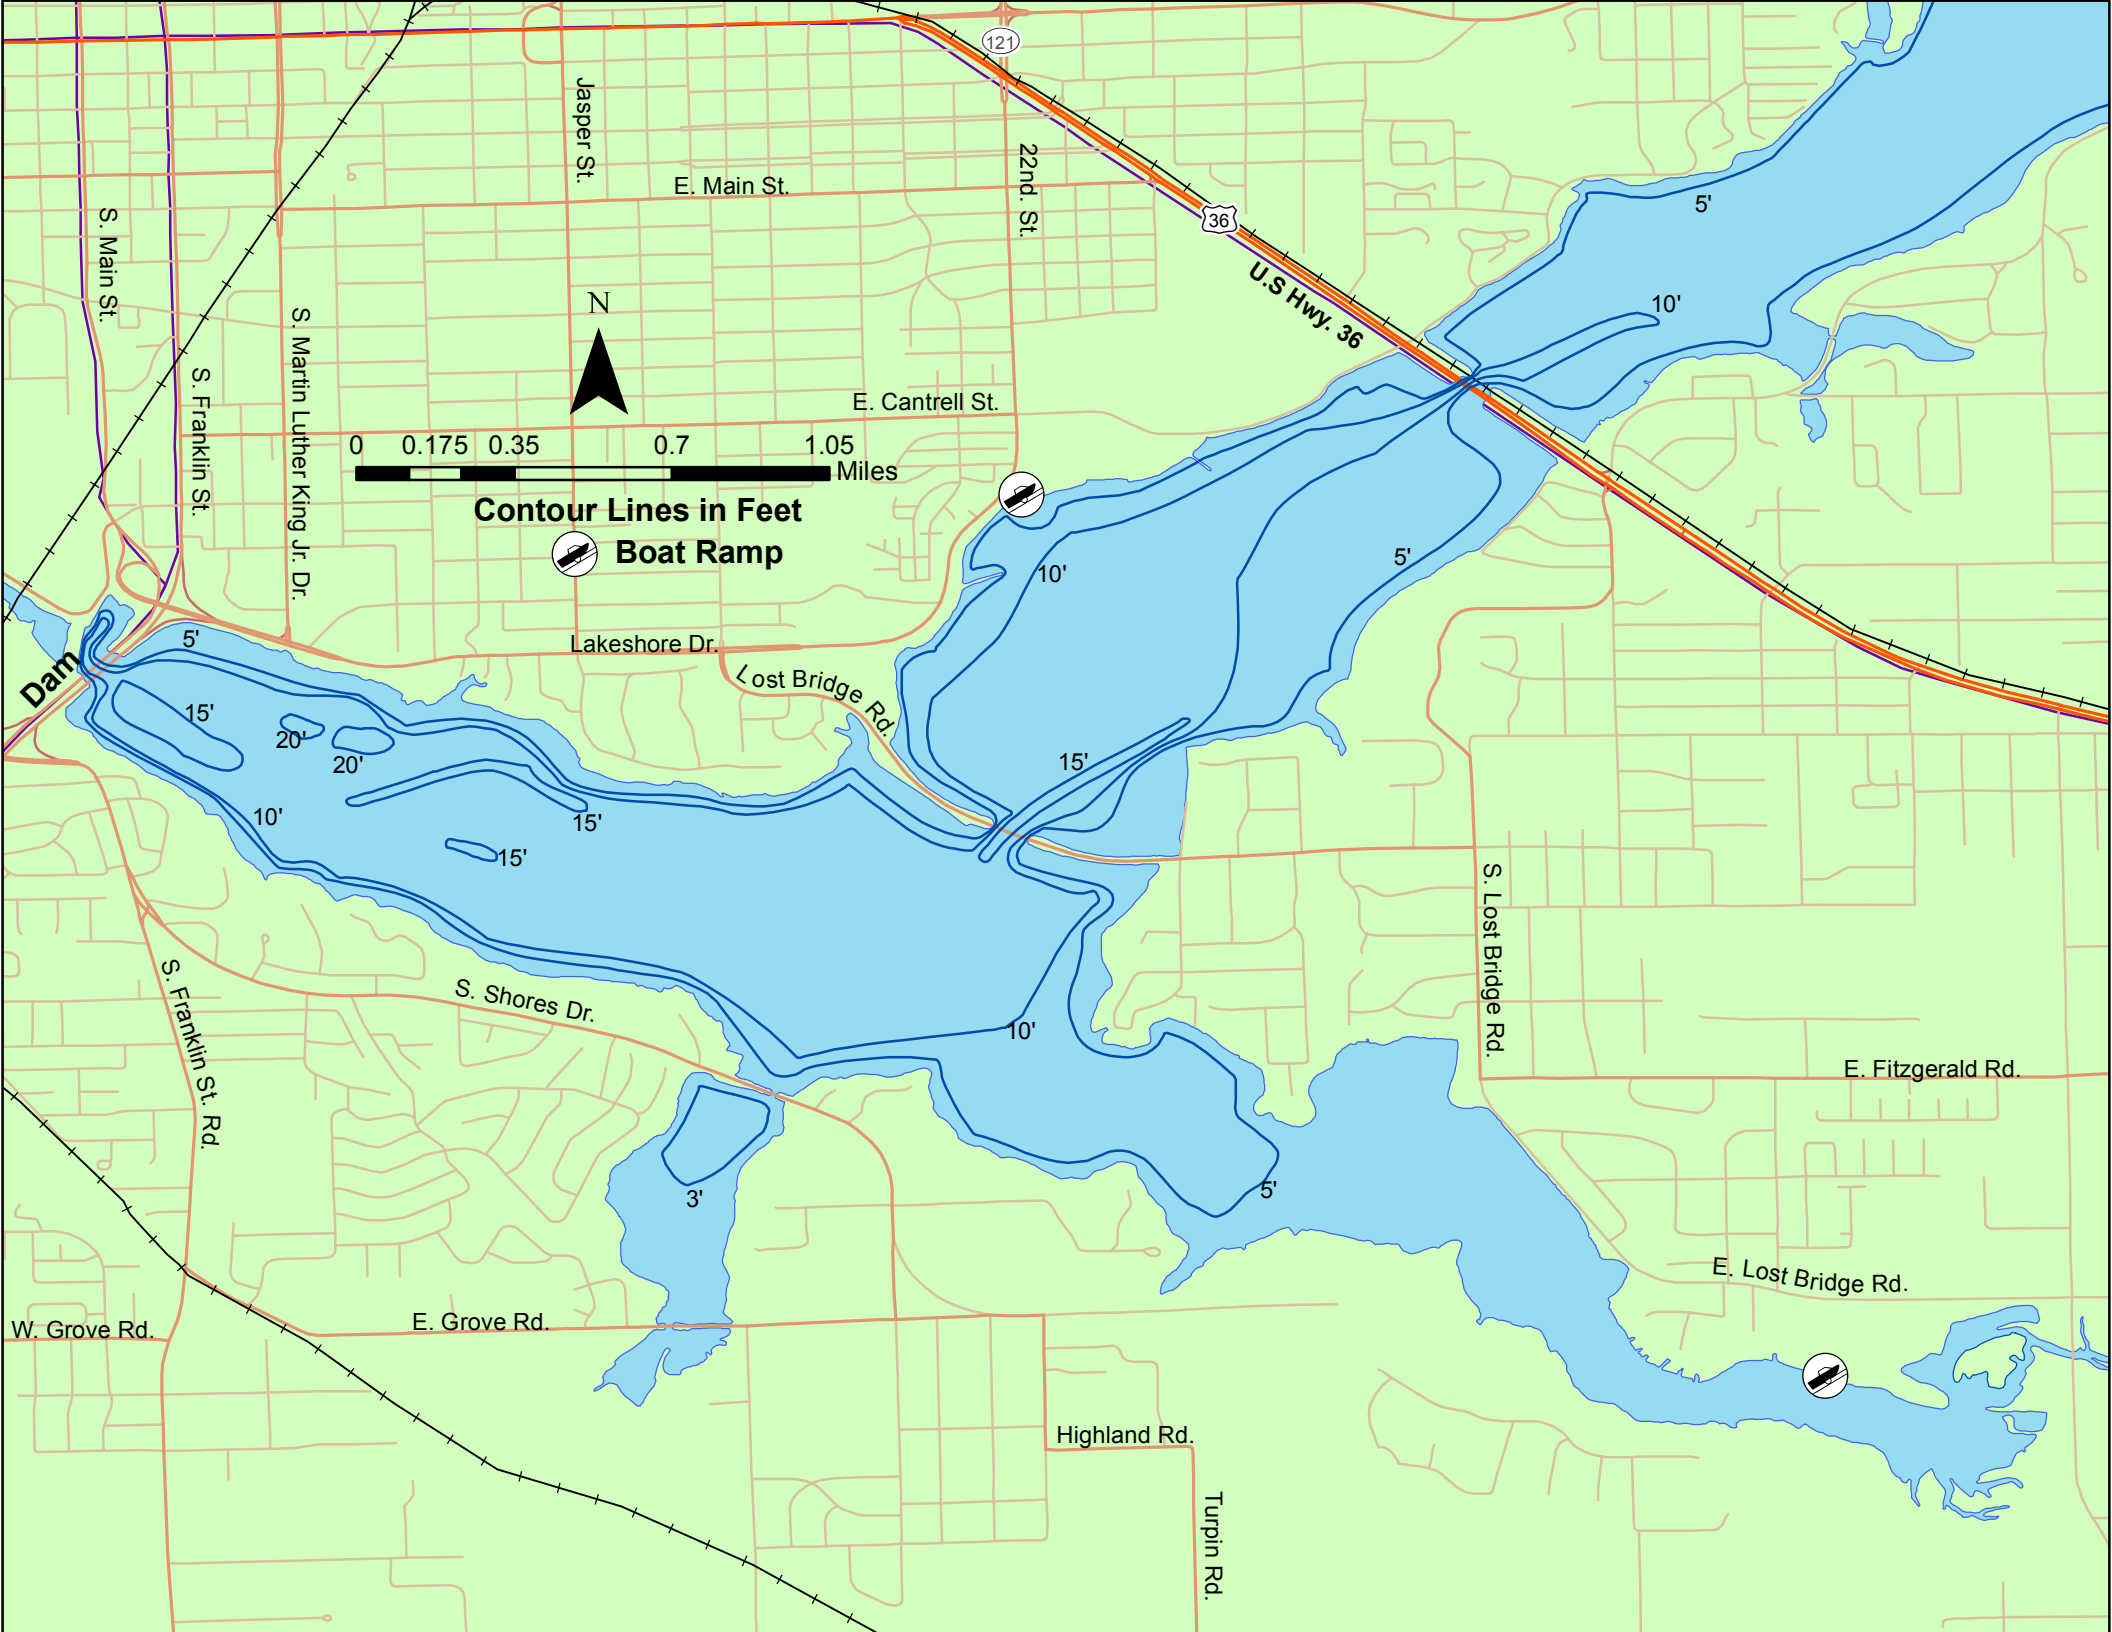 121
Jasper St.
22nd. St.
E. Main St.
36
5'
S. Main St.
U.S Hwy. 36
10'
N
S. Martin Luther King Jr. Dr.
S. Franklin St.
E. Cantrell St.
0 0.175 0.35 0.7 1.05
Miles
Contour Lines in Feet
Boat Ramp
10'
5'
5'
Lakeshore Dr.
Dam
Lost Bridge Rd.
15'
20'
20'
15'
10'
15'
15'
S. Lost Bridge Rd.
S. Franklin St. Rd.
S. Shores Dr.
10'
E. Fitzgerald Rd.
3'
5'
E. Lost Bridge Rd.
W. Grove Rd.
E. Grove Rd.
Highland Rd.
Turpin Rd.